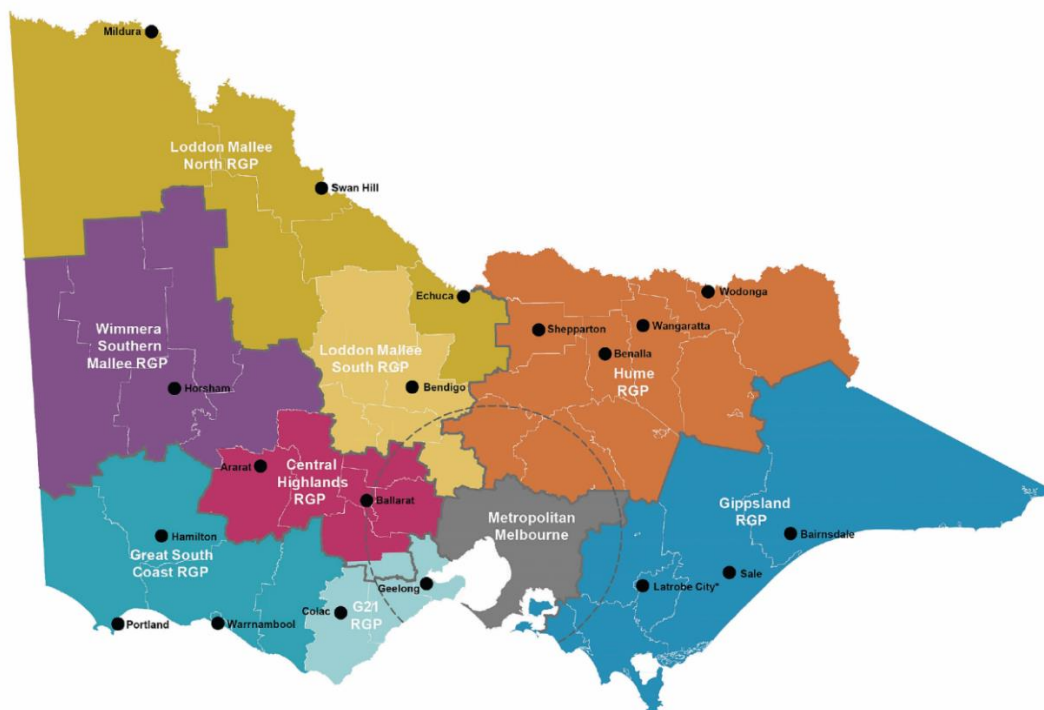 Mildura
Loddon Mallee
North RGP
Swan Hill
Echuca
Wodonga
Shepparton
Wangaratta
Benalla
Hume
RGP
Wimmera
Southern
Mallee RGP
Horsham
Loddon Mallee
South RGP
Bendigo
Ararat
Central
Highlands
RGP
Ballarat
Metropolitan
Melbourne
Gippsland
RGP
Bairnsdale
Hamilton
Great South
Coast RGP
Geelong
Latrobe City*
Sale
Colac
G21
RGP
Portland
Warrnambool